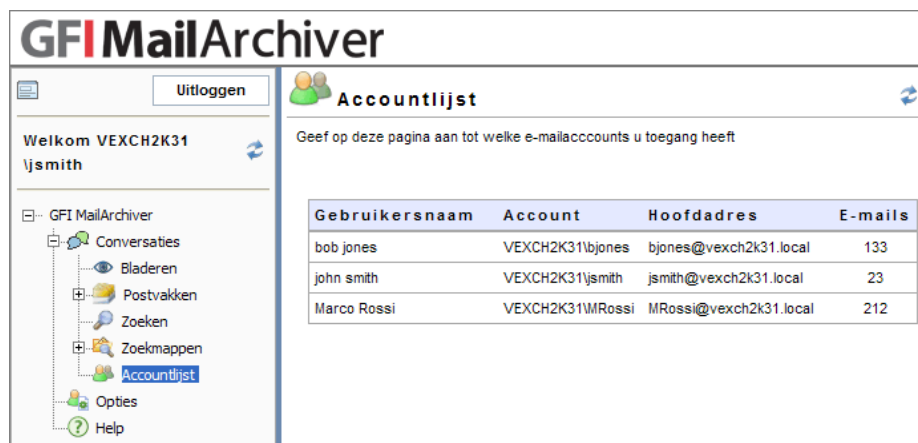 GFI MailArchiver
Uitloggen
Welkom VEXCH2K31
\jsmith
GFI MailArchiver
Conversaties
Bladeren
Postvakken
Zoeken
Zoekmappen
Accountlijst
Opties
Help
Accountlijst
Geef op deze pagina aan tot welke e-mailacccounts u toegang heeft
Gebruikersnaam Account Hoofdadres E-mails
bob jones VEXCH2K31\bjones bjones@vexch2k31.local 133
john smith VEXCH2K31\jsmith jsmith@vexch2k31.local 23
Marco Rossi VEXCH2K31\MRossi MRossi@vexch2k31.local 212